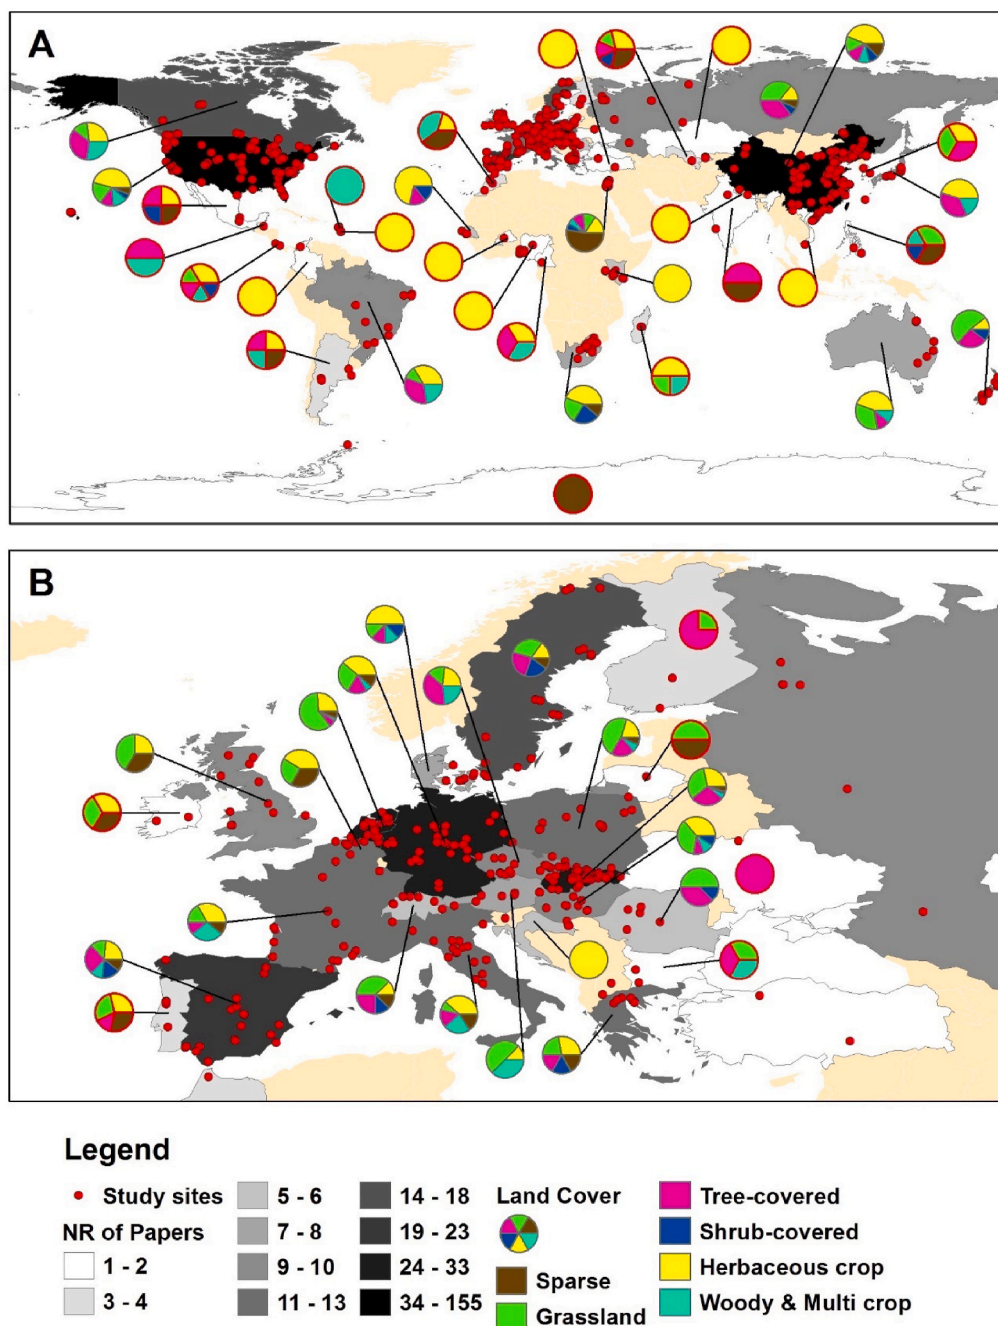 A
B
Legend
Study sites
NR of Papers
1 - 2
3 - 4
5 - 6
7 - 8
9 - 10
11 - 13
14 - 18
19 - 23
24 - 33
34 - 155
Land Cover
Sparse
Grassland
Tree-covered
Shrub-covered
Herbaceous crop
Woody & Multi crop